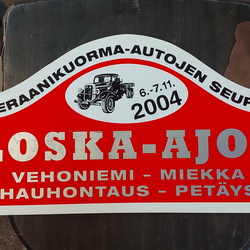 ERAANIKUORMA-AUTOJEN SEUR
6.-7.11.
2004
LOSKA-AJO
VEHONIEMI - MIEKKA
HAUHONTAUS - PETÄYS